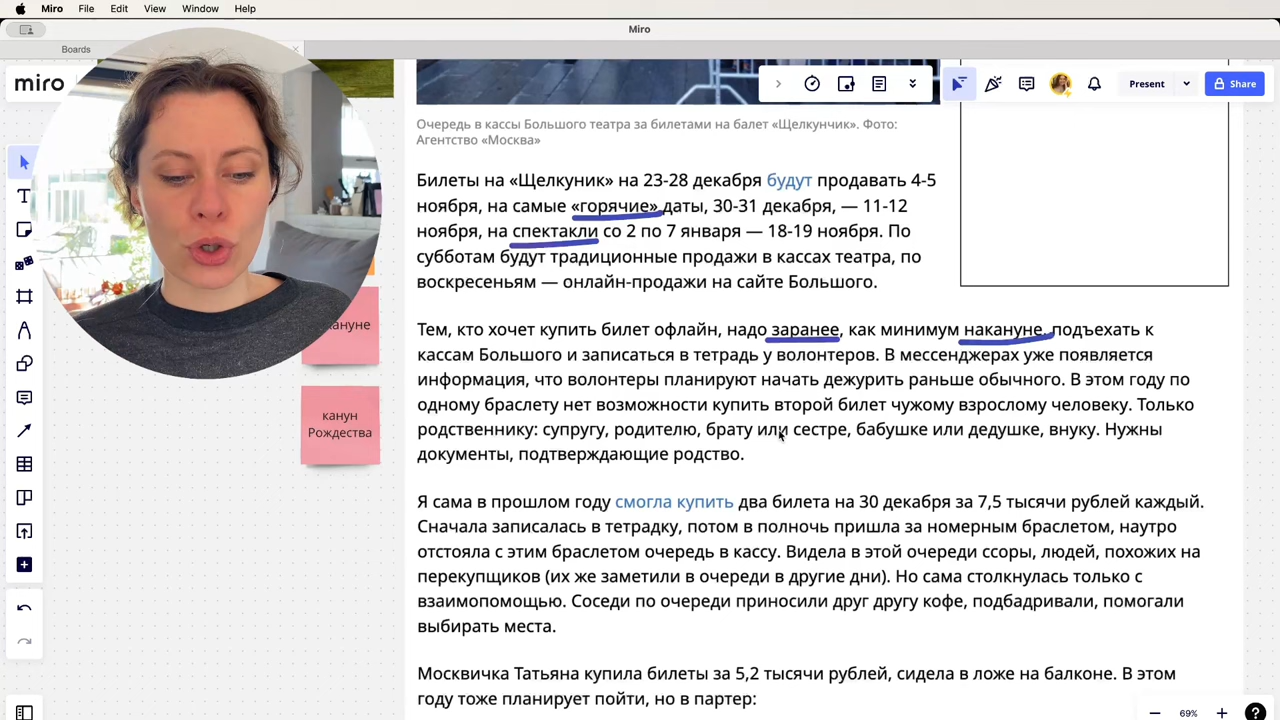 Miro File Edit View Window Help
Miro
Boards
miro
Present
Share
Очередь в кассы Большого театра за билетами на балет «Щелкунчик». Фото:
Агентство «Москва»
Билеты на «Щелкуник» на 23-28 декабря будут продавать 4-5
ноября, на самые «горячие» даты, 30-31 декабря, — 11-12
ноября, на спектакли со 2 по 7 января — 18-19 ноября. По
субботам будут традиционные продажи в кассах театра, по
воскресеньям — онлайн-продажи на сайте Большого.
Тем, кто хочет купить билет офлайн, надо заранее, как минимум накануне, подъехать к
кассам Большого и записаться в тетрадь у волонтеров. В мессенджерах уже появляется
информация, что волонтеры планируют начать дежурить раньше обычного. В этом году по
одному браслету нет возможности купить второй билет чужому взрослому человеку. Только
родственнику: супругу, родителю, брату или сестре, бабушке или дедушке, внуку. Нужны
документы, подтверждающие родство.
Я сама в прошлом году смогла купить два билета на 30 декабря за 7,5 тысячи рублей каждый.
Сначала записалась в тетрадку, потом в полночь пришла за номерным браслетом, наутро
отстояла с этим браслетом очередь в кассу. Видела в этой очереди ссоры, людей, похожих на
перекупщиков (их же заметили в очереди в другие дни). Но сама столкнулась только с
взаимопомощью. Соседи по очереди приносили друг другу кофе, подбадривали, помогали
выбирать места.
Москвичка Татьяна купила билеты за 5,2 тысячи рублей, сидела в ложе на балконе. В этом
году тоже планирует пойти, но в партер:
канун
Рождества
69%